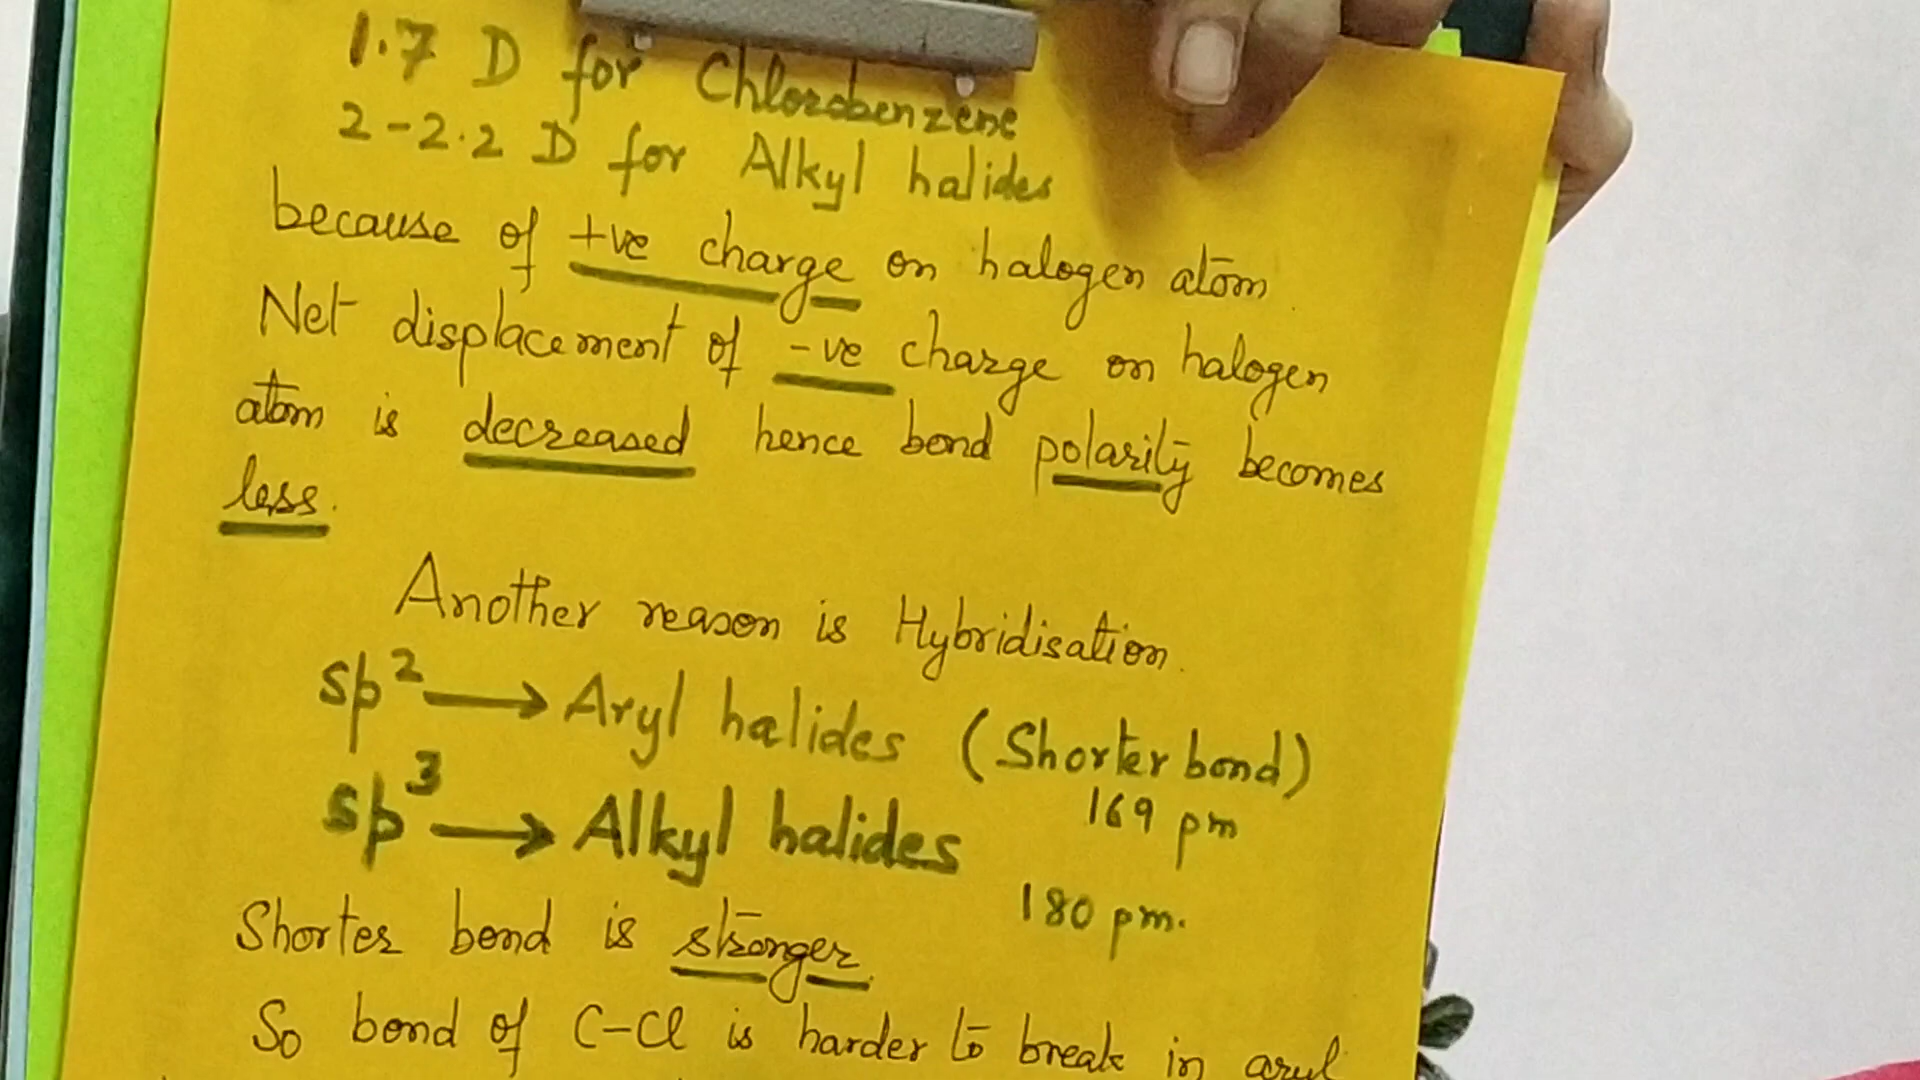 1.7 D for Chlorobenzene
2-2.2 D for Alkyl halides
because of +ve charge on halogen atom
Net displacement of -ve charge on halogen
atom is decreased hence bond polarity becomes
less.
Another reason is Hybridisation.
sp² → Aryl halides (Shorter bond)
169 pm
sp³ → Alkyl halides
180 pm.
Shorter bond is stronger.
So bond of C-Cl is harder to break in aryl